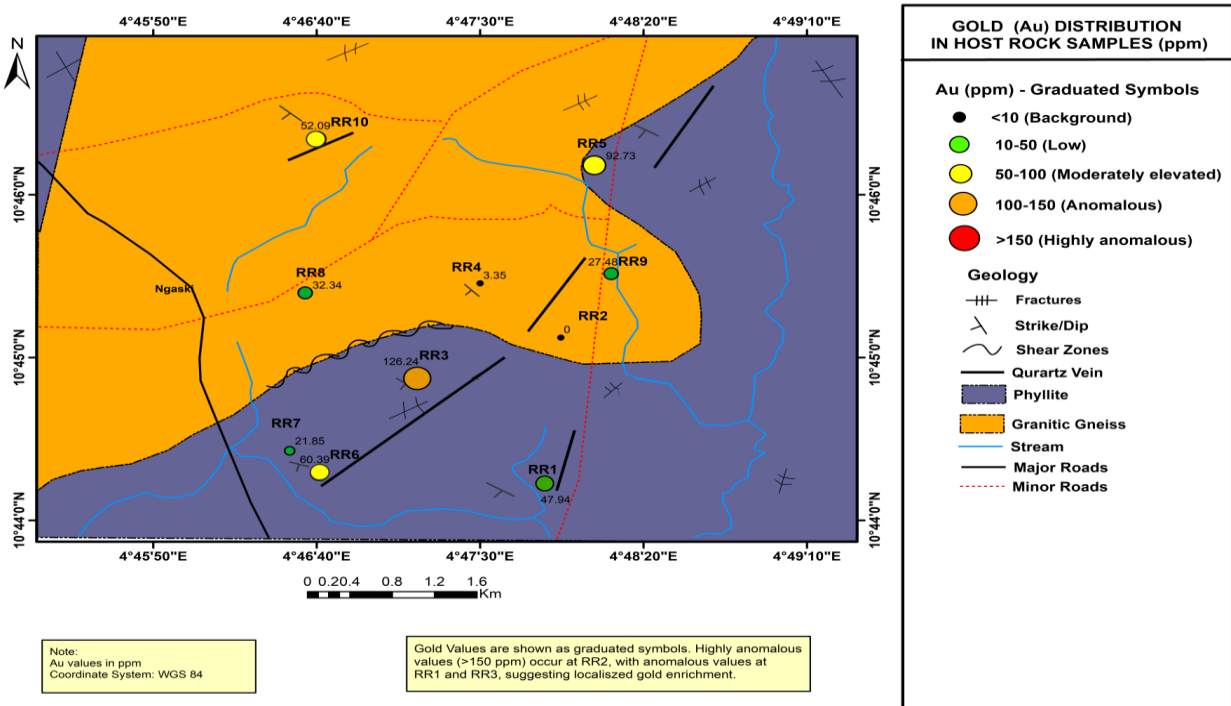 4°45'50"E 4°46'40"E 4°47'30"E 4°48'20"E 4°49'10"E
N
10°46'0"N 10°46'0"N
10°45'0"N 10°45'0"N
10°44'0"N 10°44'0"N
52.09 RR10
RR5
92.73
RR8
32.34
RR4
3.35
27.48 RR9
RR2
0
Ngaski
126.24 RR3
RR7
21.85
60.39 RR6
RR1
47.94
4°45'50"E 4°46'40"E 4°47'30"E 4°48'20"E 4°49'10"E
0 0.20.4 0.8 1.2 1.6
Km
Note:
Au values in ppm
Coordinate System: WGS 84
Gold Values are shown as graduated symbols. Highly anomalous
values (>150 ppm) occur at RR2, with anomalous values at
RR1 and RR3, suggesting localiszed gold enrichment.
GOLD (Au) DISTRIBUTION
IN HOST ROCK SAMPLES (ppm)
Au (ppm) - Graduated Symbols
<10 (Background)
10-50 (Low)
50-100 (Moderately elevated)
100-150 (Anomalous)
>150 (Highly anomalous)
Geology
Fractures
Strike/Dip
Shear Zones
Qurartz Vein
Phyllite
Granitic Gneiss
Stream
Major Roads
Minor Roads